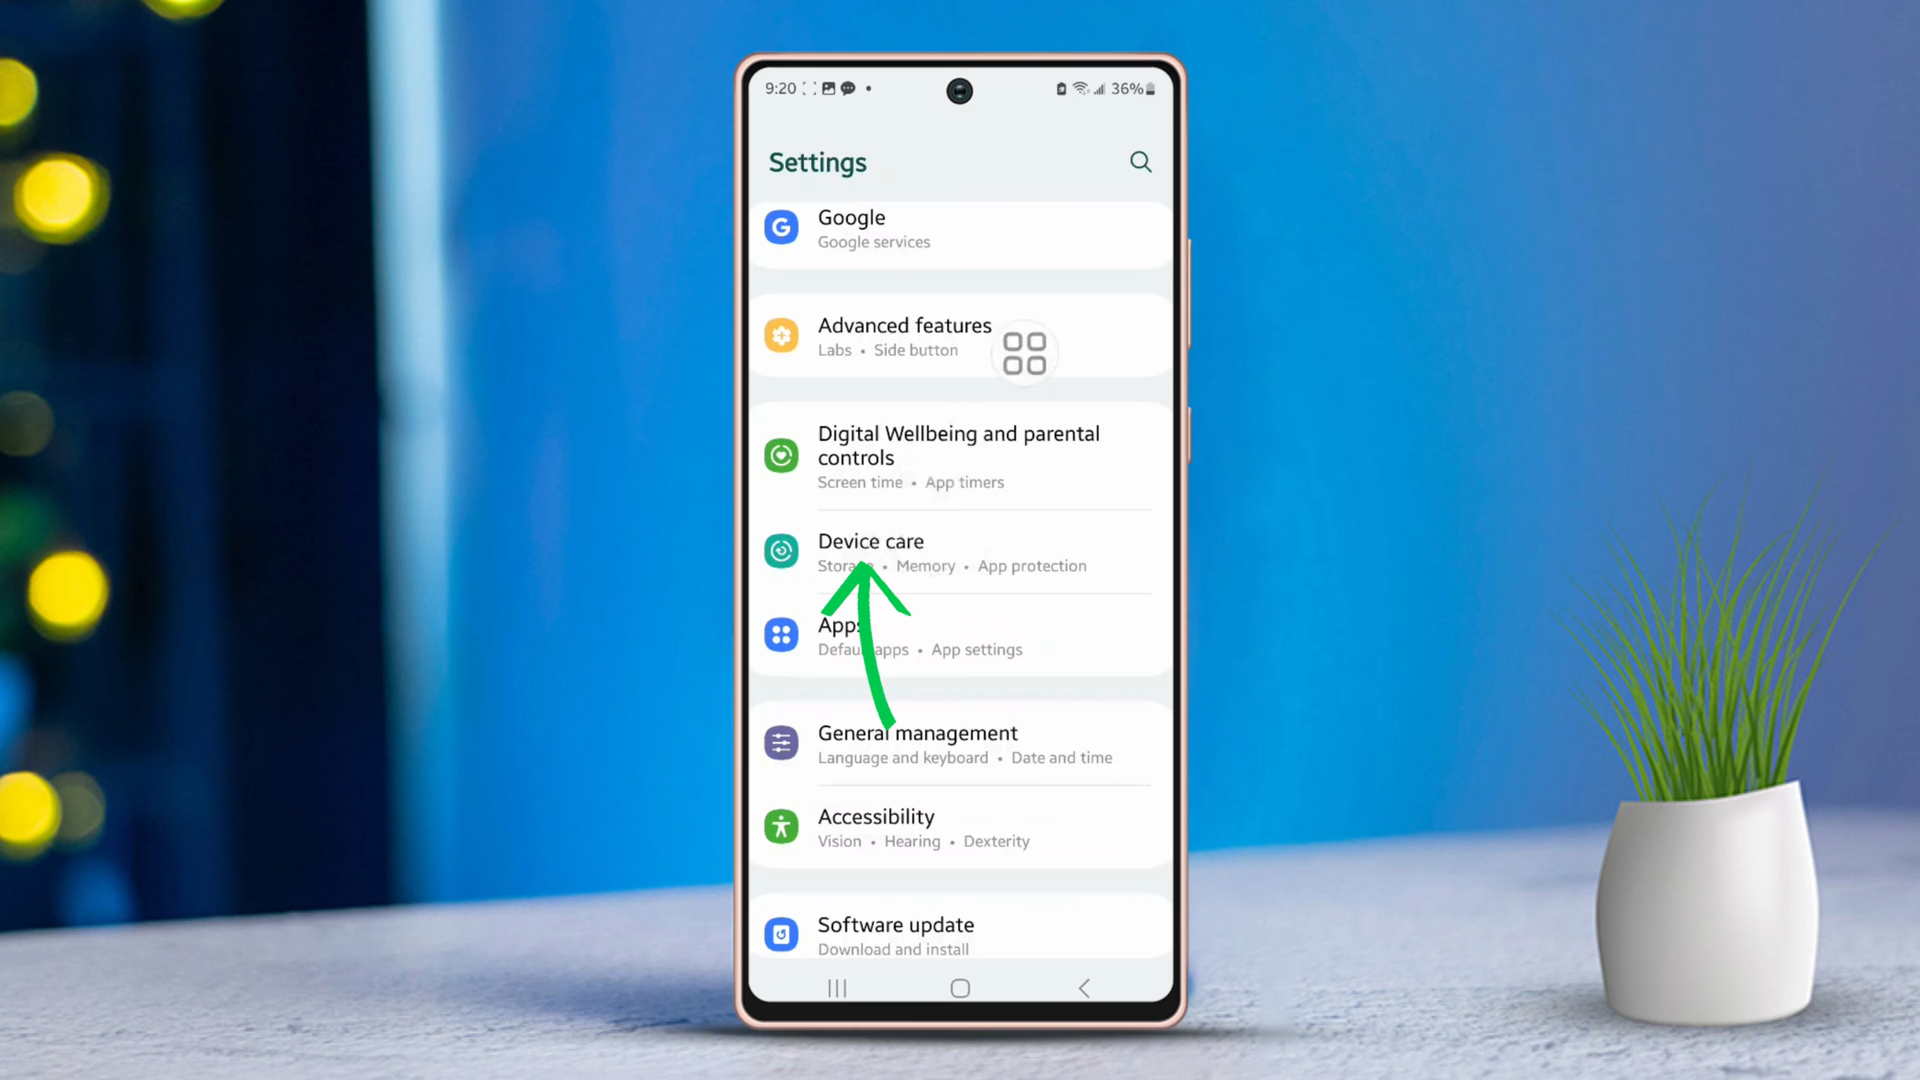 9:20 36%
Settings
Google
Google services
Advanced features
Labs • Side button
Digital Wellbeing and parental
controls
Screen time • App timers
Device care
Storage • Memory • App protection
Apps
Default apps • App settings
General management
Language and keyboard • Date and time
Accessibility
Vision • Hearing • Dexterity
Software update
Download and install